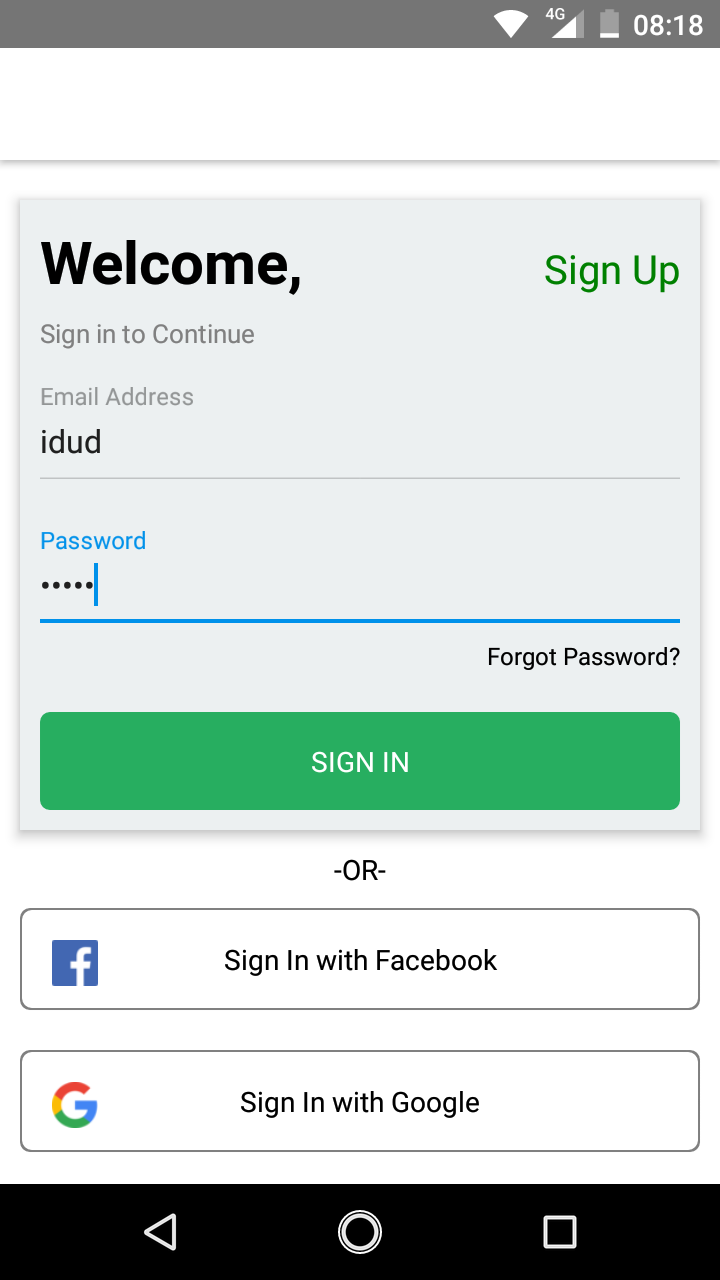 4G 08:18
Welcome,
Sign Up
Sign in to Continue
Email Address
idud
Password
•••••
Forgot Password?
SIGN IN
-OR-
Sign In with Facebook
Sign In with Google